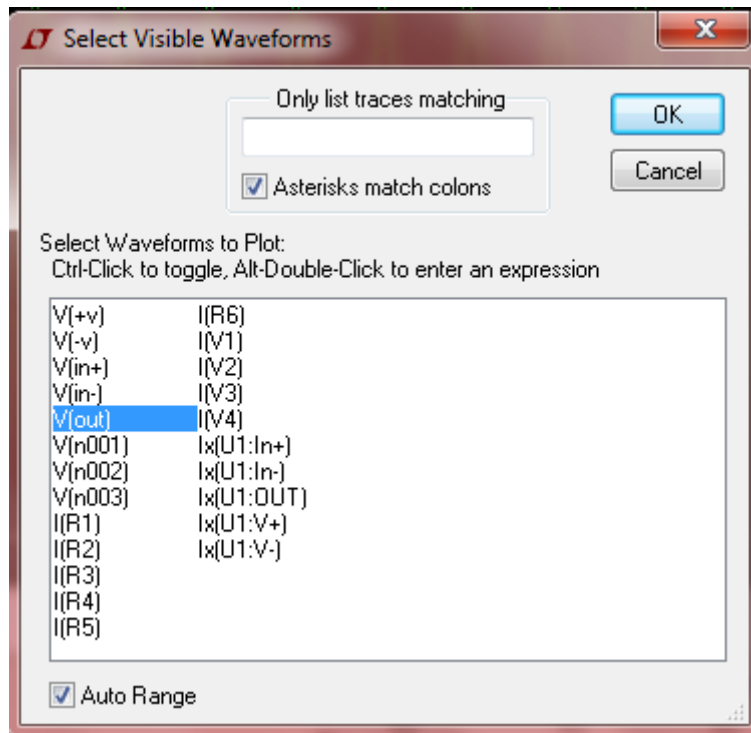 Select Visible Waveforms
Only list traces matching
OK
Asterisks match colons
Cancel
Select Waveforms to Plot:
Ctrl-Click to toggle, Alt-Double-Click to enter an expression
V(+v) I(R6)
V(-v) I(V1)
V(in+) I(V2)
V(in-) I(V3)
V(out) I(V4)
V(n001) Ix(U1:In+)
V(n002) Ix(U1:In-)
V(n003) Ix(U1:OUT)
I(R1) Ix(U1:V+)
I(R2) Ix(U1:V-)
I(R3)
I(R4)
I(R5)
Auto Range